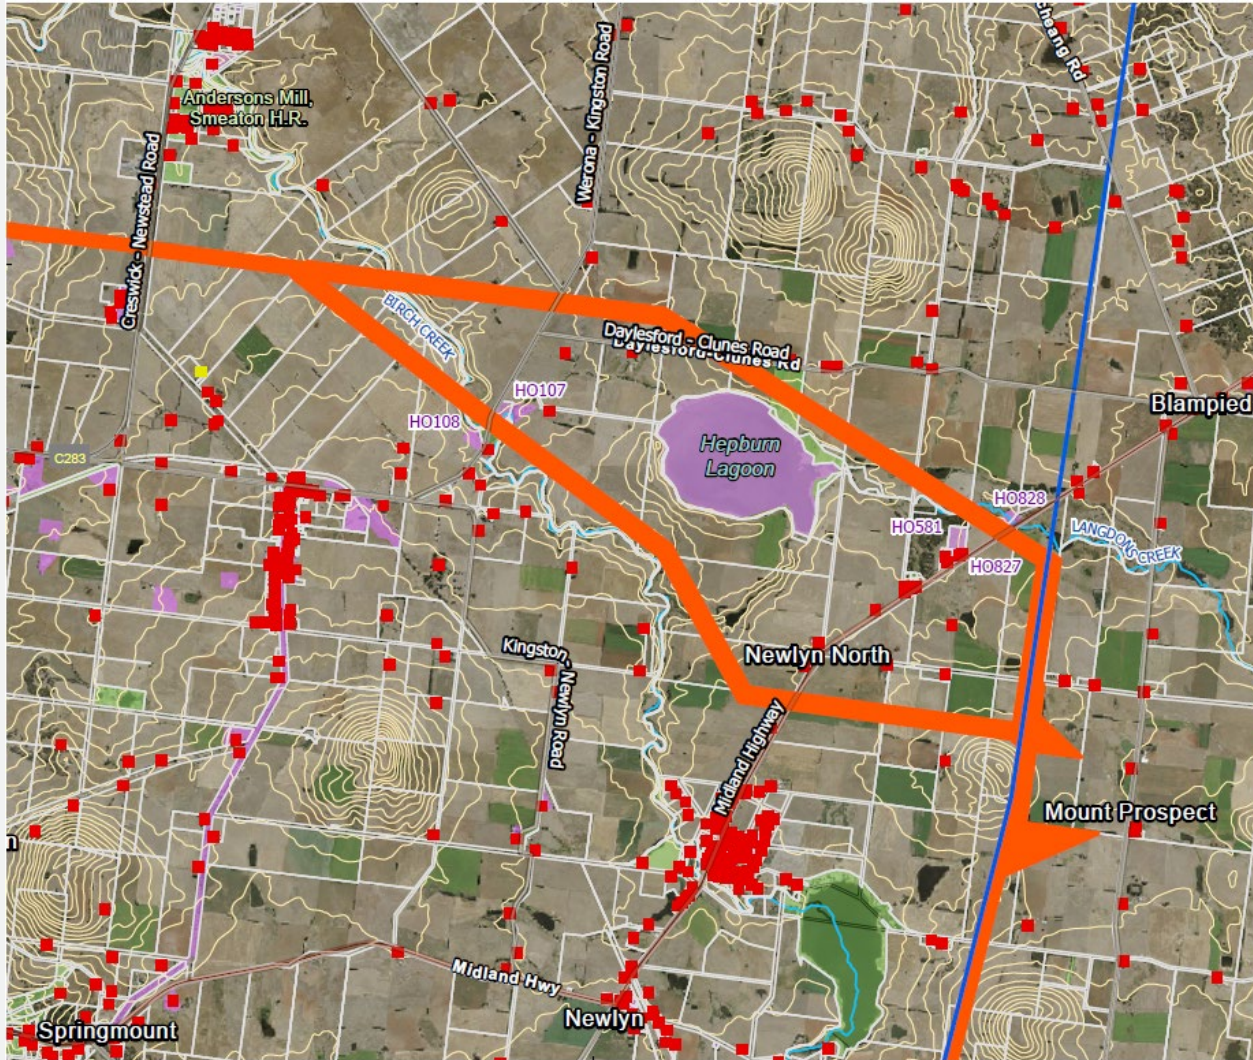 cheang Rd
Werona - Kingston Road
Andersons Mill,
Smeaton H.R.
Creswick - Newstead Road
BIRCH CREEK
Daylesford - Clunes Road
Daylesford-Clunes Rd
HO107
HO108
Blampied
Hepburn
Lagoon
C283
HO828
HO581
LANGDONS CREEK
HO827
Kingston - Newlyn Road
Newlyn North
Midland Highway
Mount Prospect
n
Midland Hwy
Newlyn
Springmount